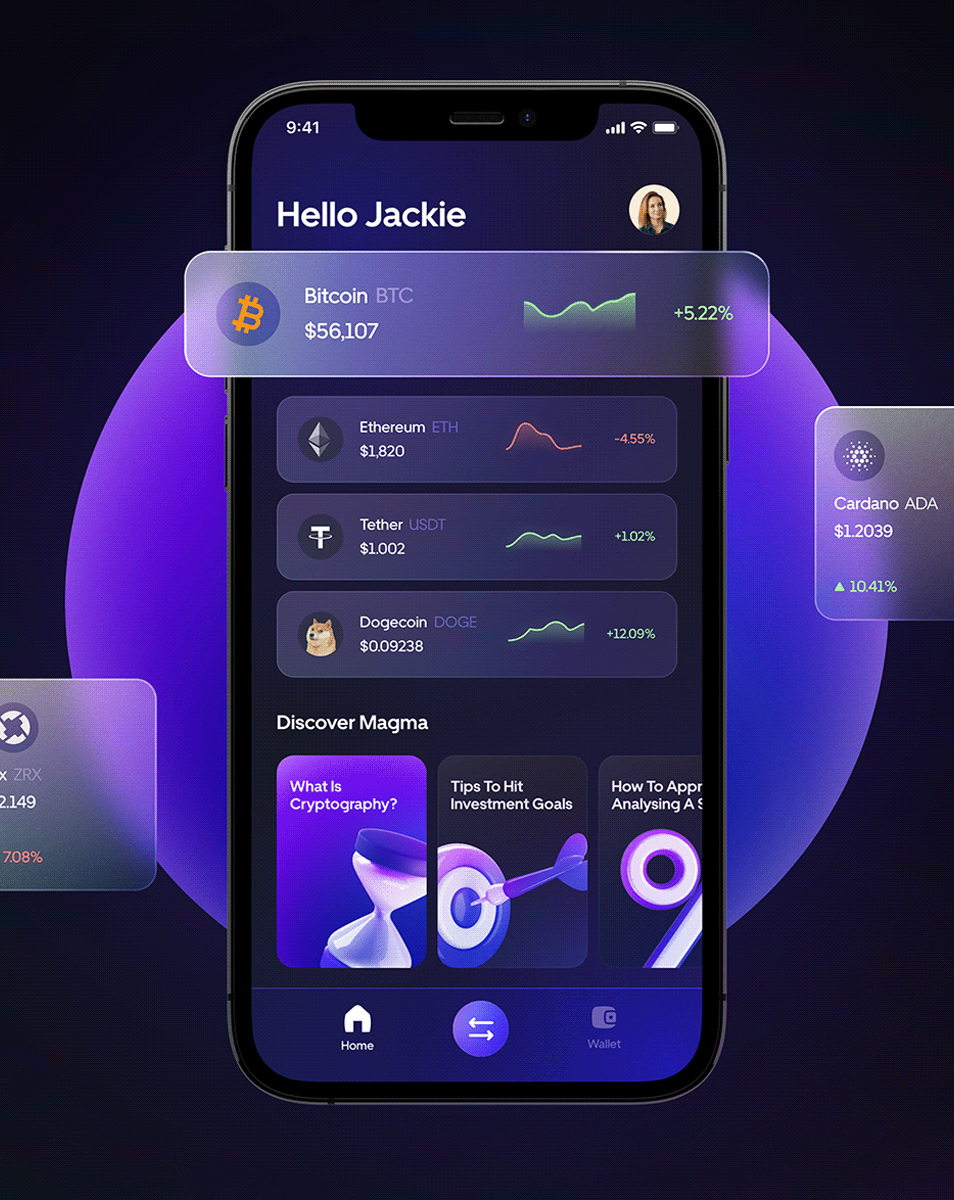 9:41
Hello Jackie
Bitcoin BTC
$56,107
+5.22%
Ethereum ETH
$1,820
-4.55%
Tether USDT
$1.002
+1.02%
Dogecoin DOGE
$0.09238
+12.09%
Cardano ADA
$1.2039
10.41%
x ZRX
2.149
7.08%
Discover Magma
What Is
Cryptography?
Tips To Hit
Investment Goals
How To Appr
Analysing A S
Home
Wallet